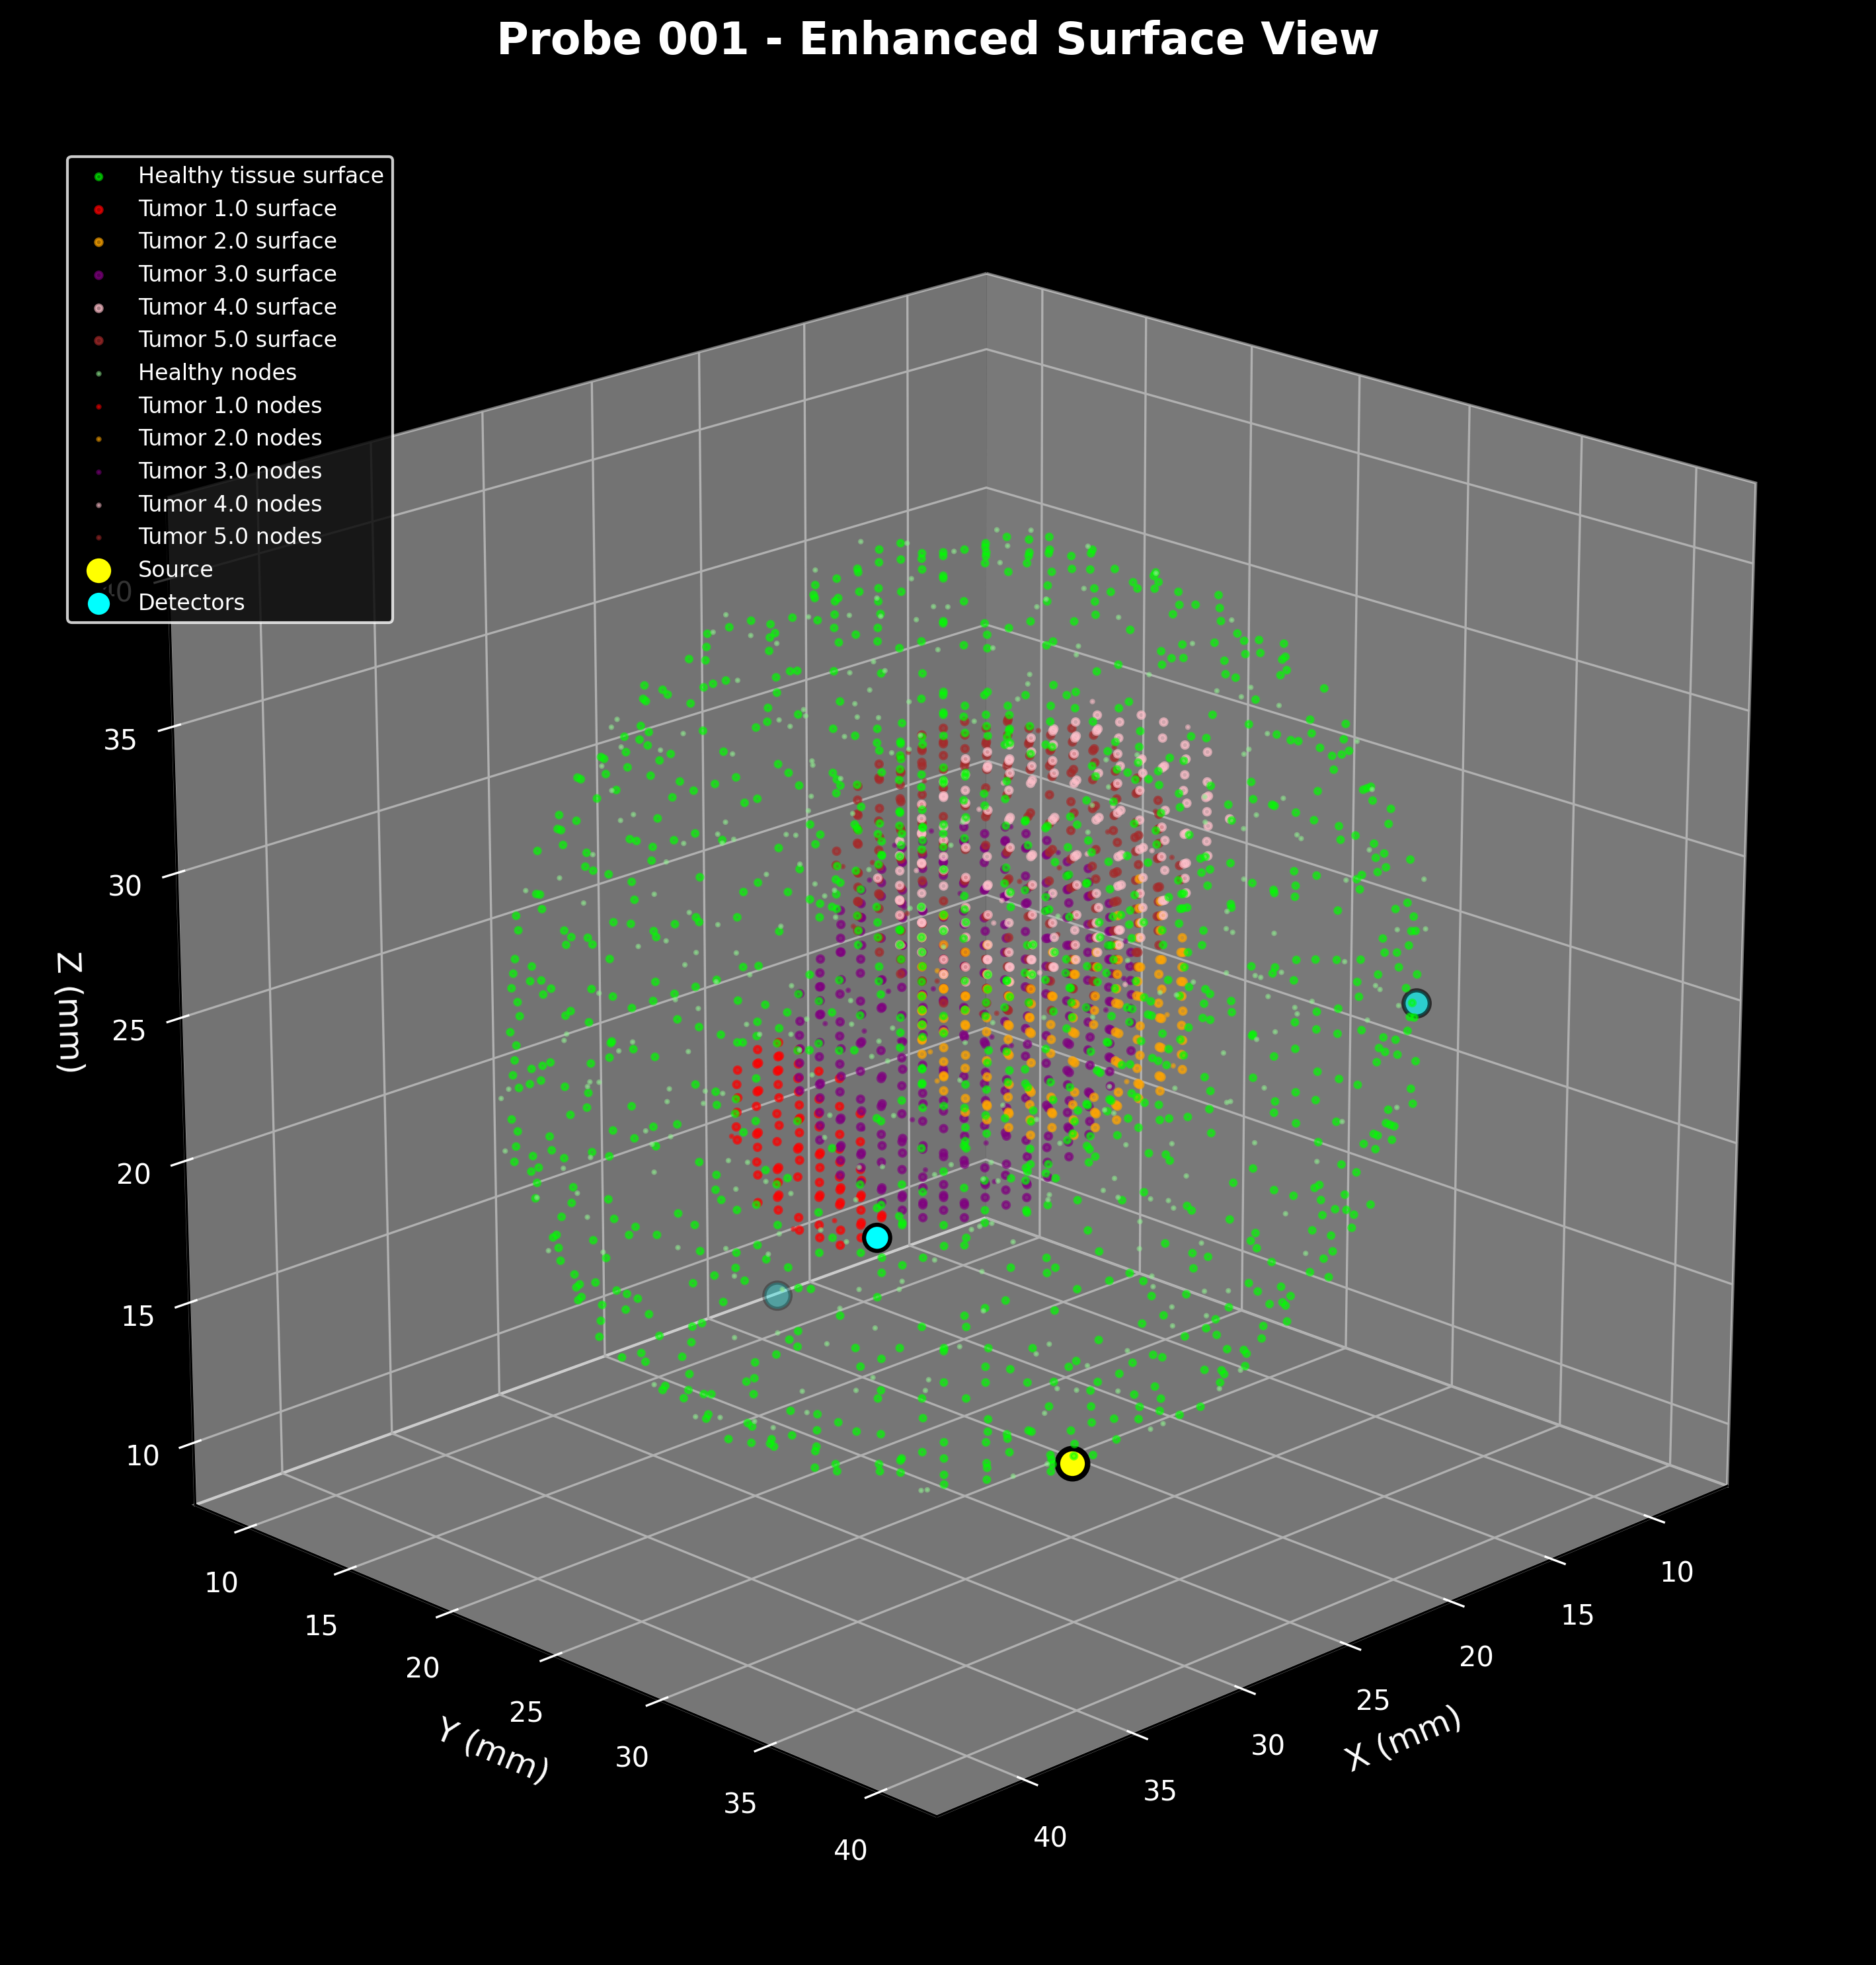 Probe 001 - Enhanced Surface View
Healthy tissue surface
Tumor 1.0 surface
Tumor 2.0 surface
Tumor 3.0 surface
Tumor 4.0 surface
Tumor 5.0 surface
Healthy nodes
Tumor 1.0 nodes
Tumor 2.0 nodes
Tumor 3.0 nodes
Tumor 4.0 nodes
Tumor 5.0 nodes
Source
Detectors
40
35
30
25
20
15
10
Z (mm)
10
15
20
25
30
35
40
Y (mm)
10
15
20
25
30
35
40
X (mm)